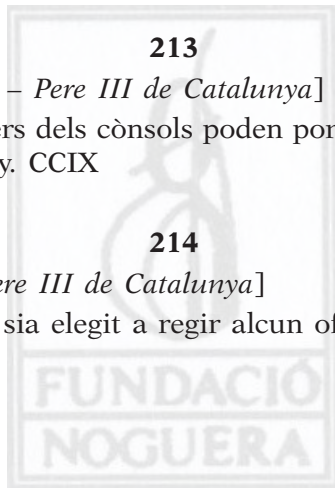 213
– Pere III de Catalunya]
ers dels cònsols poden por
y. CCIX
214
ere III de Catalunya]
sia elegit a regir alcun of
FUNDACIÓ
NOGUERA